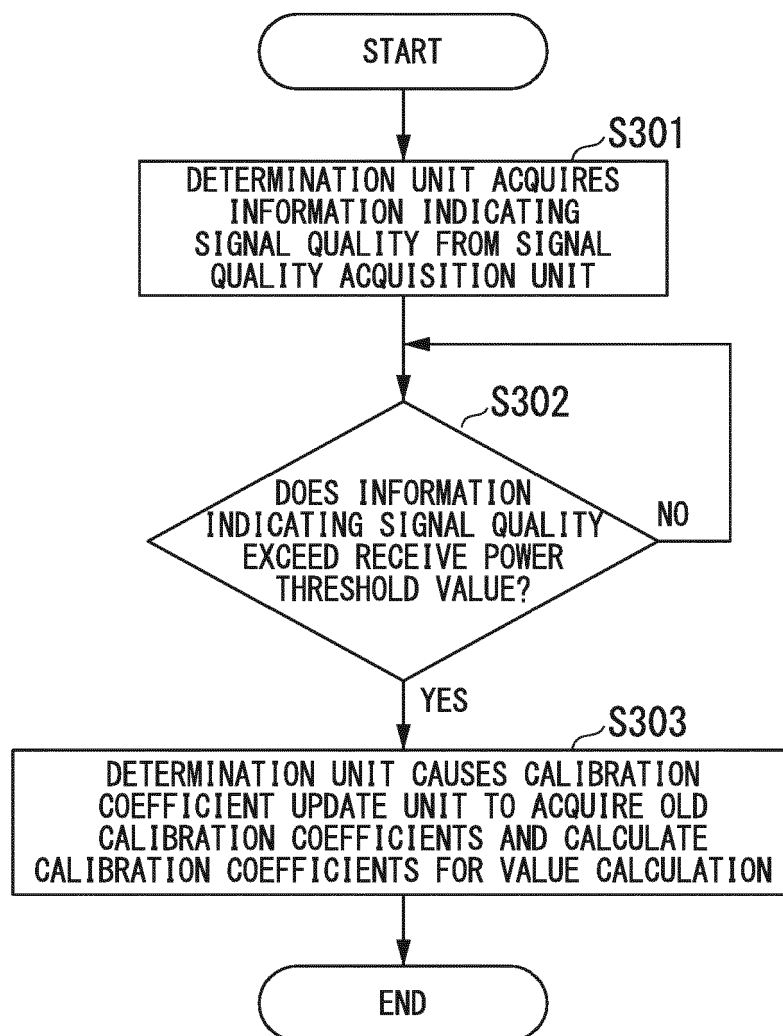 START
S301
DETERMINATION UNIT ACQUIRES
INFORMATION INDICATING
SIGNAL QUALITY FROM SIGNAL
QUALITY ACQUISITION UNIT
S302
DOES INFORMATION
INDICATING SIGNAL QUALITY
EXCEED RECEIVE POWER
THRESHOLD VALUE?
NO
YES
S303
DETERMINATION UNIT CAUSES CALIBRATION
COEFFICIENT UPDATE UNIT TO ACQUIRE OLD
CALIBRATION COEFFICIENTS AND CALCULATE
CALIBRATION COEFFICIENTS FOR VALUE CALCULATION
END